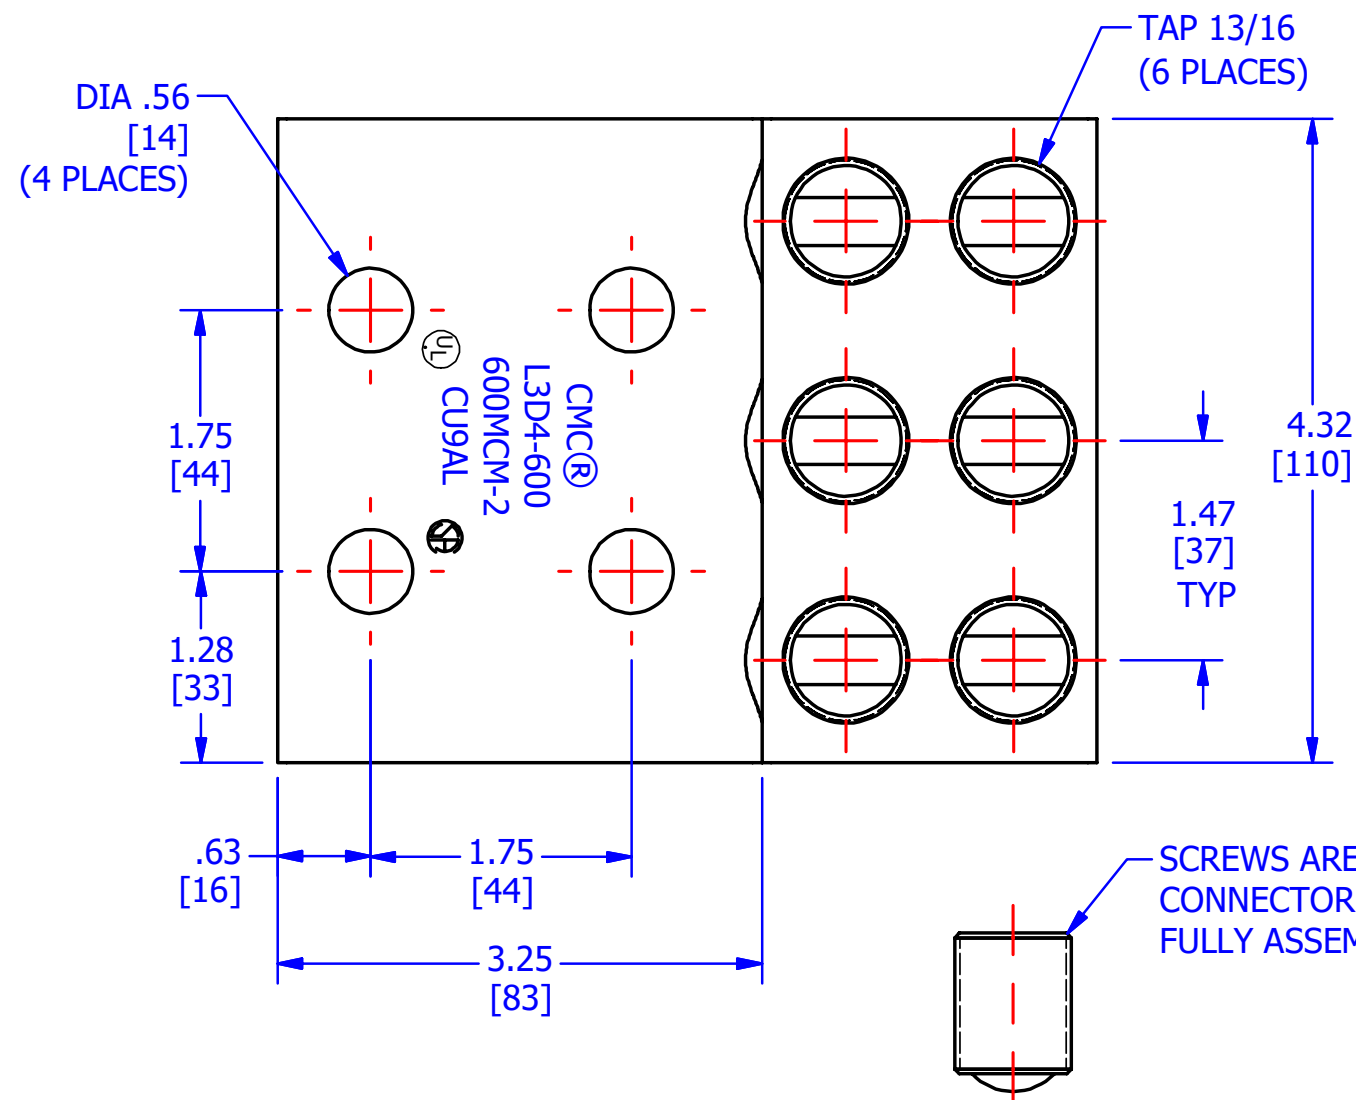 TAP 13/16
(6 PLACES)
DIA .56
[14]
(4 PLACES)
UL
CMC®
L3D4-600
600MCM-2
CU9AL
1.75
[44]
1.28
[33]
4.32
[110]
1.47
[37]
TYP
.63
[16]
1.75
[44]
3.25
[83]
SCREWS ARE
CONNECTOR
FULLY ASSEM